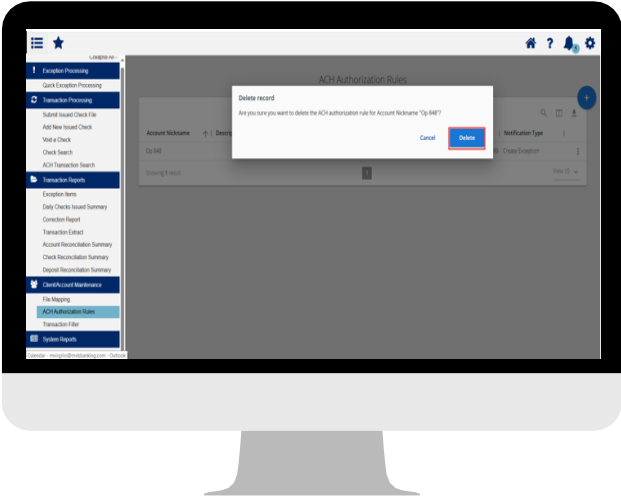 Collapse All -
?
1
! Exception Processing
Quick Exception Processing
Transaction Processing
Submit Issued Check File
Add New Issued Check
Void a Check
Check Search
ACH Transaction Search
Transaction Reports
Exception Items
Daily Checks Issued Summary
Correction Report
Transaction Extract
Account Reconciliation Summary
Check Reconciliation Summary
Deposit Reconciliation Summary
Client/Account Maintenance
File Mapping
ACH Authorization Rules
Transaction Filter
System Reports
ACH Authorization Rules
+
Delete record
Are you sure you want to delete the ACH authorization rule for Account Nickname "Op 848"?
Cancel
Delete
Account Nickname
Notification Type
Op 848
Create Exception
Showing 1 result
1
View 10